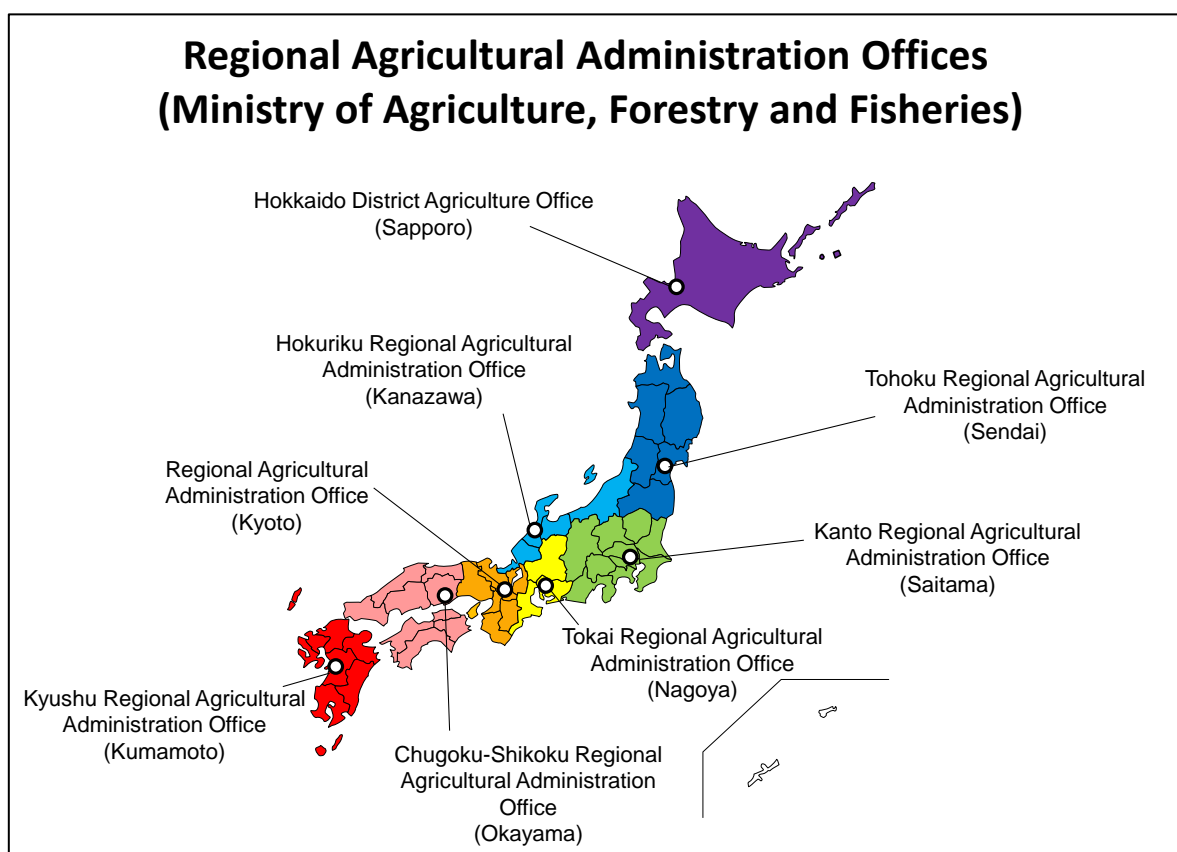 Regional Agricultural Administration Offices
(Ministry of Agriculture, Forestry and Fisheries)
Hokkaido District Agriculture Office
(Sapporo)
Hokuriku Regional Agricultural
Administration Office
(Kanazawa)
Tohoku Regional Agricultural
Administration Office
(Sendai)
Regional Agricultural
Administration Office
(Kyoto)
Kanto Regional Agricultural
Administration Office
(Saitama)
Tokai Regional Agricultural
Administration Office
(Nagoya)
Kyushu Regional Agricultural
Administration Office
(Kumamoto)
Chugoku-Shikoku Regional
Agricultural Administration
Office
(Okayama)